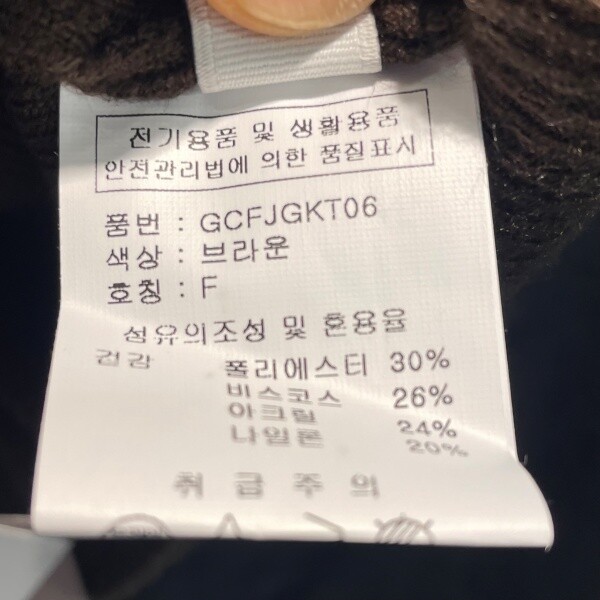 전기용품 및 생활용품
안전관리법에 의한 품질표시
품번 : GCFJGKT06
색상 : 브라운
호칭 : F
섬유의조성 및 혼용율
겉감 폴리에스터 30%
비스코스 26%
아크릴 24%
나일론 20%
취급주의